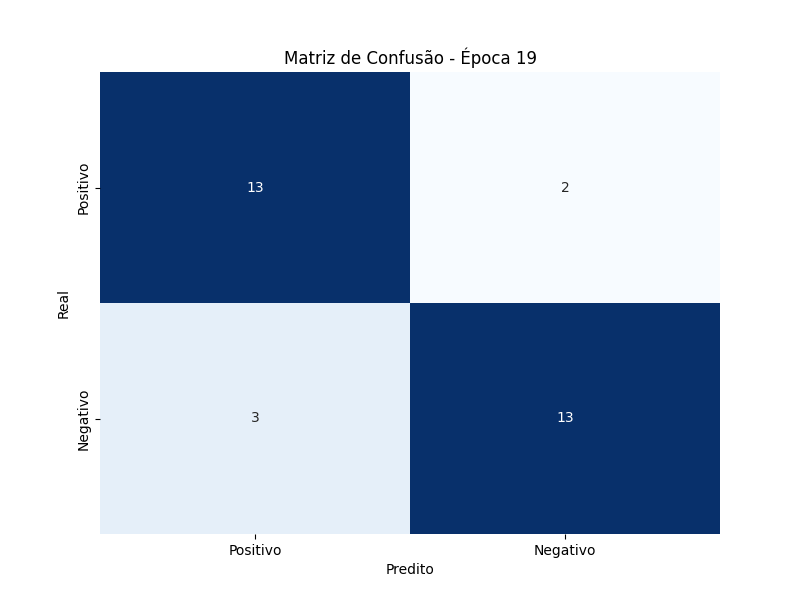 Matriz de Confusão - Época 19
Real
Positivo
13
2
Negativo
3
13
Positivo
Negativo
Predito